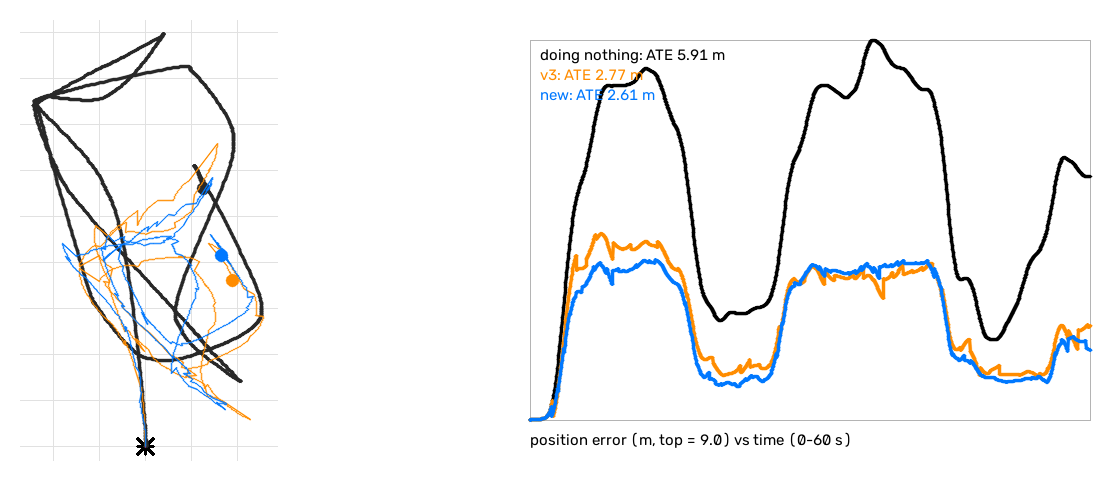 doing nothing: ATE 5.91 m
v3: ATE 2.77 m
new: ATE 2.61 m
position error (m, top = 9.0) vs time (0-60 s)